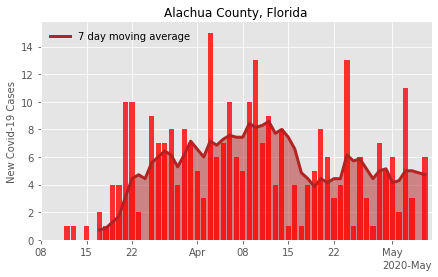 Alachua County, Florida
7 day moving average
New Covid-19 Cases
14
12
10
8
6
4
2
0
08 15 22 Apr 08 15 22 May
2020-May